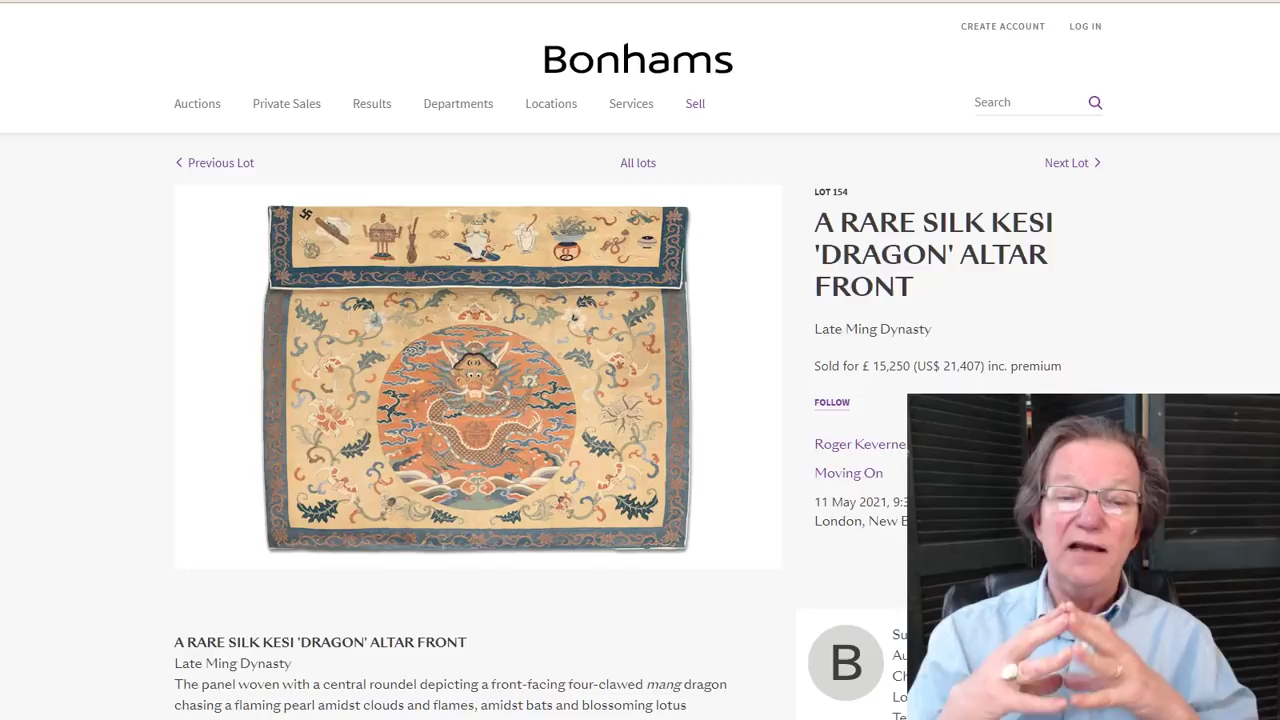 CREATE ACCOUNT LOG IN
Bonhams
Auctions Private Sales Results Departments Locations Services Sell
Search
Previous Lot All lots Next Lot
LOT 154
A RARE SILK KESI
'DRAGON' ALTAR
FRONT
Late Ming Dynasty
Sold for £ 15,250 (US$ 21,407) inc. premium
FOLLOW
Roger Keverne
Moving On
11 May 2021,
London, New
A RARE SILK KESI 'DRAGON' ALTAR FRONT
Late Ming Dynasty
The panel woven with a central roundel depicting a front-facing four-clawed mang dragon
chasing a flaming pearl amidst clouds and flames, amidst bats and blossoming lotus
B